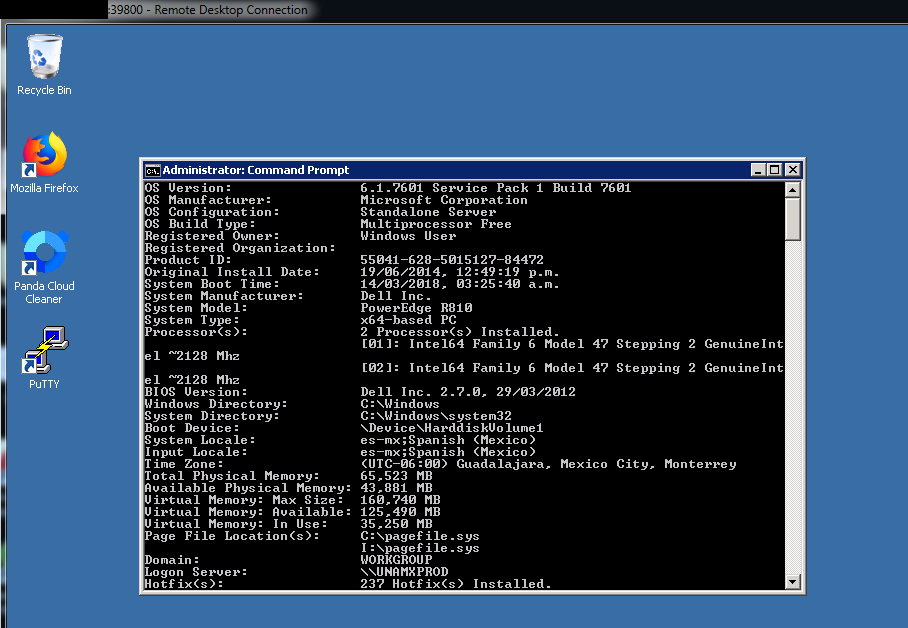 :39800 - Remote Desktop Connection
Recycle Bin
Mozilla Firefox
Panda Cloud
Cleaner
PuTTY
Administrator: Command Prompt
OS Version: 6.1.7601 Service Pack 1 Build 7601
OS Manufacturer: Microsoft Corporation
OS Configuration: Standalone Server
OS Build Type: Multiprocessor Free
Registered Owner: Windows User
Registered Organization:
Product ID: 55041-628-5015127-84472
Original Install Date: 19/06/2014, 12:49:19 p.m.
System Boot Time: 14/03/2018, 03:25:40 a.m.
System Manufacturer: Dell Inc.
System Model: PowerEdge R810
System Type: x64-based PC
Processor(s): 2 Processor(s) Installed.
[01]: Intel64 Family 6 Model 47 Stepping 2 GenuineInt
el ~2128 Mhz
[02]: Intel64 Family 6 Model 47 Stepping 2 GenuineInt
el ~2128 Mhz
BIOS Version: Dell Inc. 2.7.0, 29/03/2012
Windows Directory: C:\Windows
System Directory: C:\Windows\system32
Boot Device: \Device\HarddiskVolume1
System Locale: es-mx;Spanish (Mexico)
Input Locale: es-mx;Spanish (Mexico)
Time Zone: (UTC-06:00) Guadalajara, Mexico City, Monterrey
Total Physical Memory: 65,523 MB
Available Physical Memory: 43,881 MB
Virtual Memory: Max Size: 160,740 MB
Virtual Memory: Available: 125,490 MB
Virtual Memory: In Use: 35,250 MB
Page File Location(s): C:\pagefile.sys
I:\pagefile.sys
Domain: WORKGROUP
Logon Server: \\UNAMXPROD
Hotfix(s): 237 Hotfix(s) Installed.